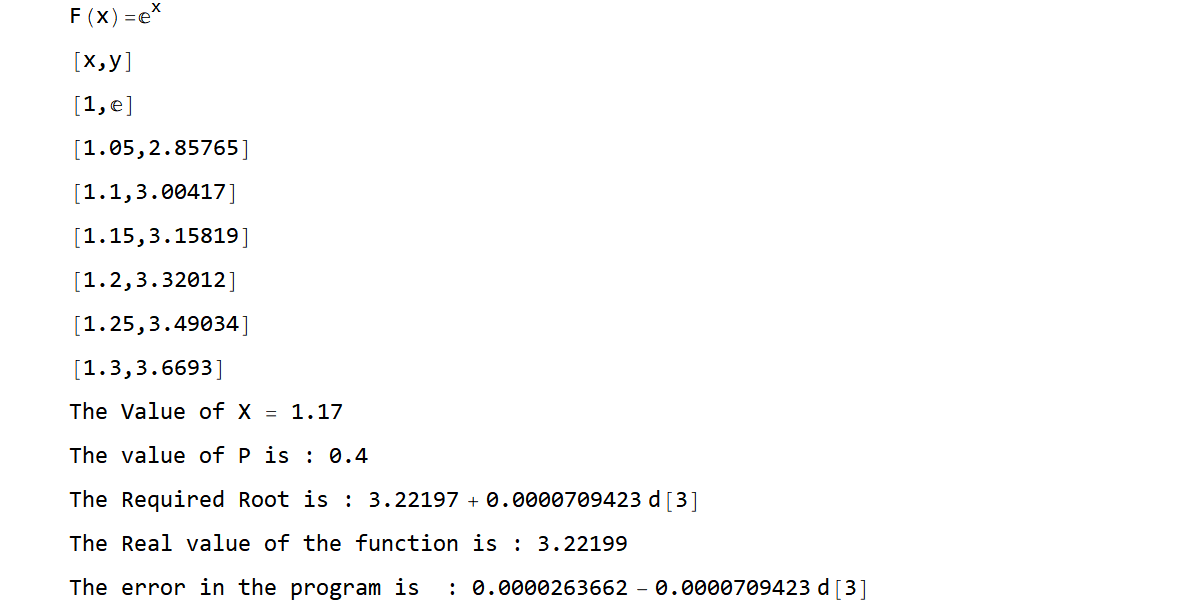 F(x)=ⅇ^x
[x,y]
[1,ⅇ]
[1.05,2.85765]
[1.1,3.00417]
[1.15,3.15819]
[1.2,3.32012]
[1.25,3.49034]
[1.3,3.6693]
The Value of X = 1.17
The value of P is : 0.4
The Required Root is : 3.22197 + 0.0000709423 d[3]
The Real value of the function is : 3.22199
The error in the program is  : 0.0000263662 − 0.0000709423 d[3]